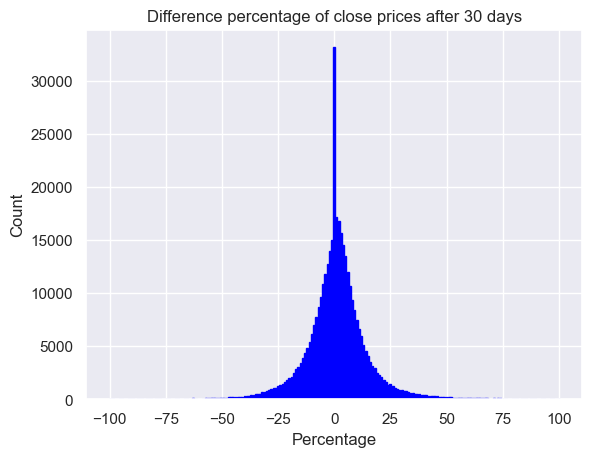 Difference percentage of close prices after 30 days
30000
25000
20000
15000
10000
5000
0
Count
−100 −75 −50 −25 0 25 50 75 100
Percentage